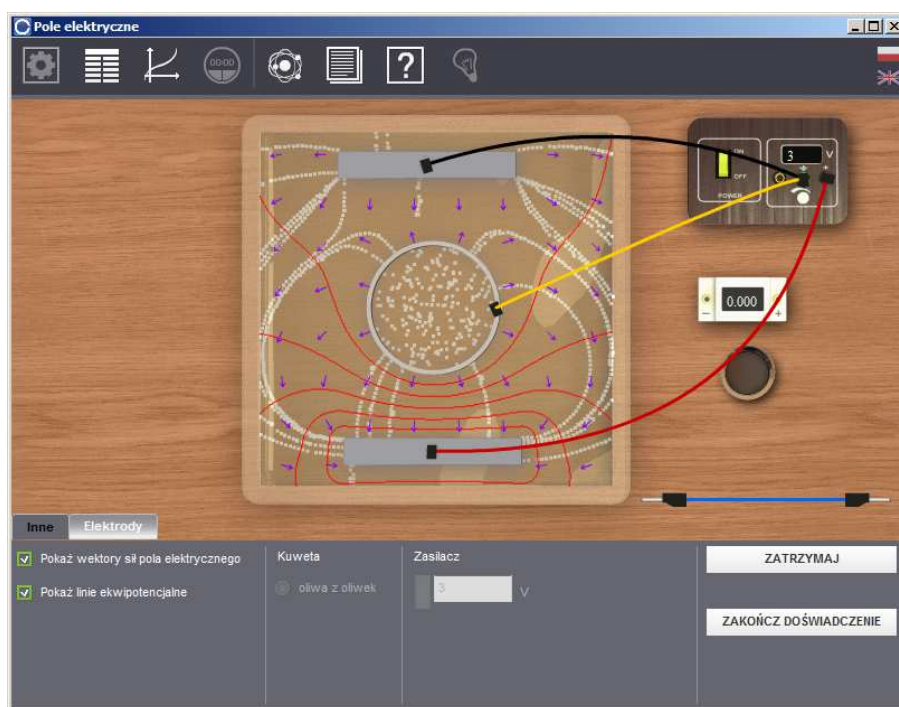 Pole elektryczne
00:00
?
ON
OFF
POWER
3 V
+
0.000
− +
Inne Elektrody
Pokaż wektory sił pola elektrycznego
Pokaż linie ekwipotencjalne
Kuweta
oliwa z oliwek
Zasilacz
3 V
ZATRZYMAJ
ZAKOŃCZ DOŚWIADCZENIE